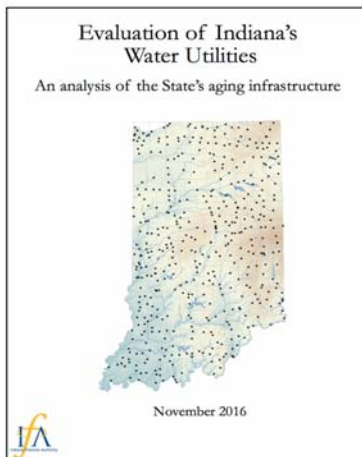 Evaluation of Indiana's
Water Utilities
An analysis of the State's aging infrastructure
November 2016
IfA